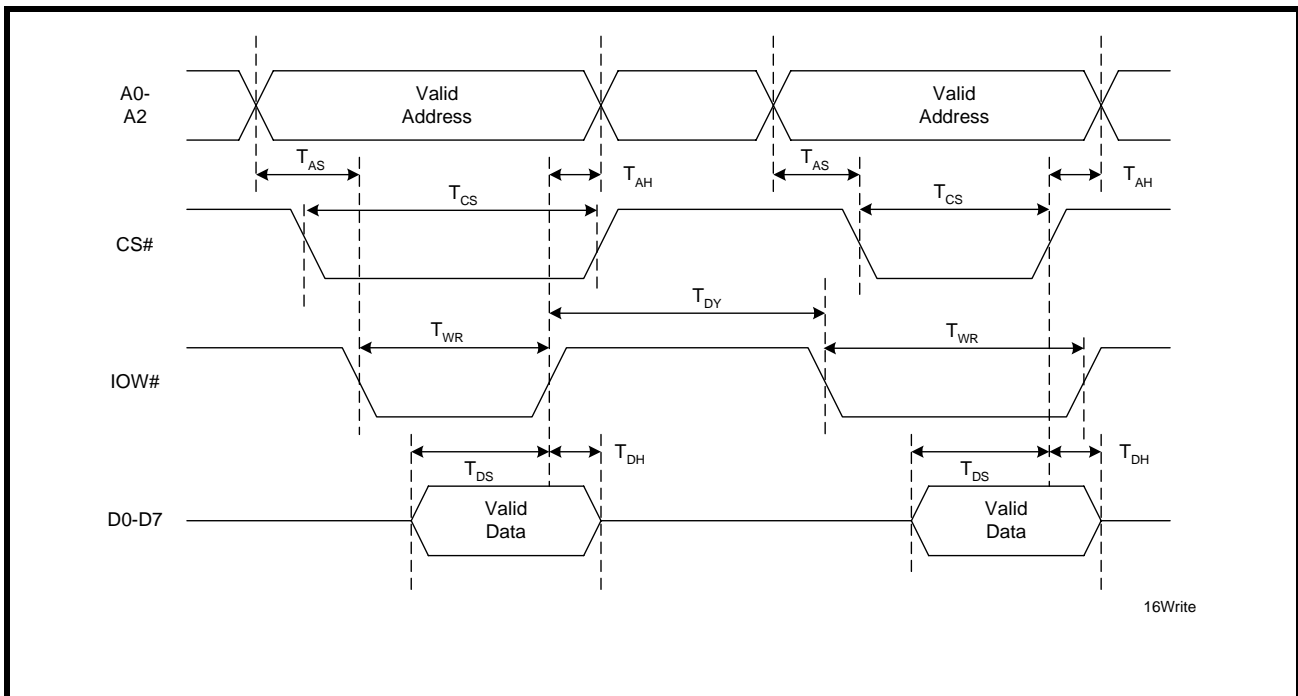 A0-
A2
Valid
Address
Valid
Address
TAS
TAH
TAS
TAH
TCS
TCS
CS#
TDY
TWR
TWR
IOW#
TDS
TDH
TDS
TDH
D0-D7
Valid
Data
Valid
Data
16Write